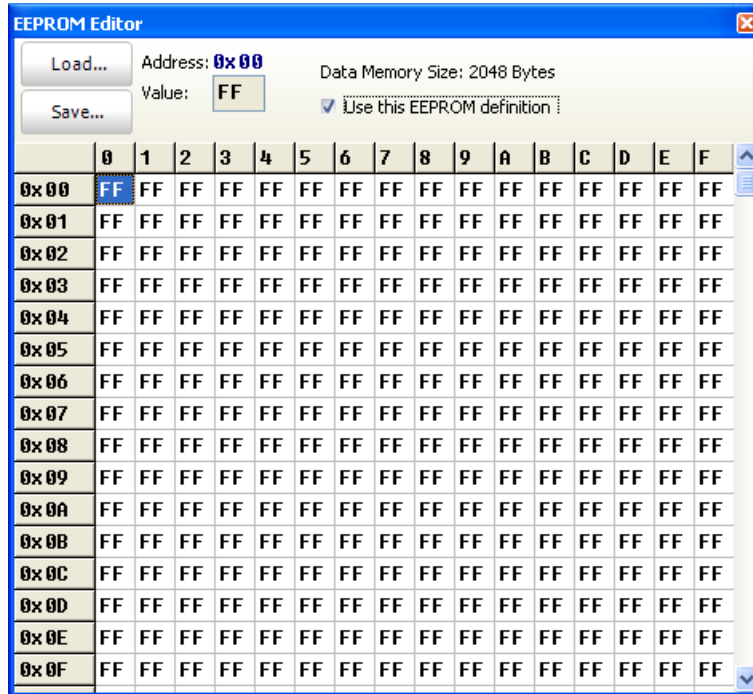 EEPROM Editor
Load... Address: 0x00 Data Memory Size: 2048 Bytes
Save... Value: FF Use this EEPROM definition
0 1 2 3 4 5 6 7 8 9 A B C D E F
0x00 FF FF FF FF FF FF FF FF FF FF FF FF FF FF FF FF
0x01 FF FF FF FF FF FF FF FF FF FF FF FF FF FF FF FF
0x02 FF FF FF FF FF FF FF FF FF FF FF FF FF FF FF FF
0x03 FF FF FF FF FF FF FF FF FF FF FF FF FF FF FF FF
0x04 FF FF FF FF FF FF FF FF FF FF FF FF FF FF FF FF
0x05 FF FF FF FF FF FF FF FF FF FF FF FF FF FF FF FF
0x06 FF FF FF FF FF FF FF FF FF FF FF FF FF FF FF FF
0x07 FF FF FF FF FF FF FF FF FF FF FF FF FF FF FF FF
0x08 FF FF FF FF FF FF FF FF FF FF FF FF FF FF FF FF
0x09 FF FF FF FF FF FF FF FF FF FF FF FF FF FF FF FF
0x0A FF FF FF FF FF FF FF FF FF FF FF FF FF FF FF FF
0x0B FF FF FF FF FF FF FF FF FF FF FF FF FF FF FF FF
0x0C FF FF FF FF FF FF FF FF FF FF FF FF FF FF FF FF
0x0D FF FF FF FF FF FF FF FF FF FF FF FF FF FF FF FF
0x0E FF FF FF FF FF FF FF FF FF FF FF FF FF FF FF FF
0x0F FF FF FF FF FF FF FF FF FF FF FF FF FF FF FF FF